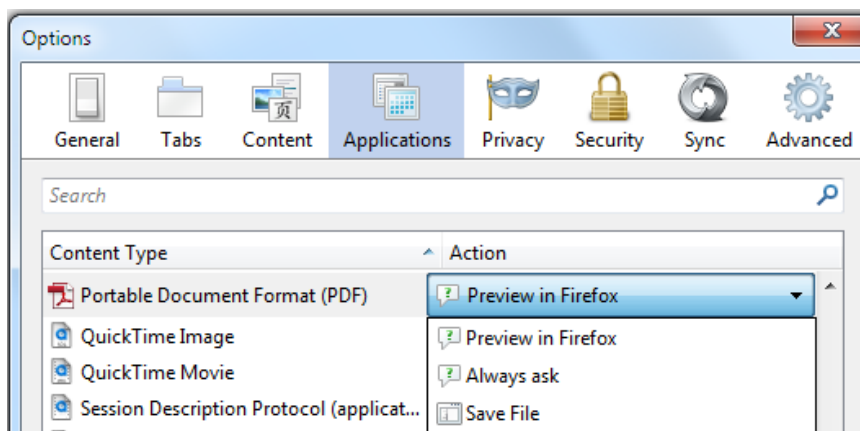 Options
General Tabs Content Applications Privacy Security Sync Advanced
Search
Content Type Action
Portable Document Format (PDF) Preview in Firefox
QuickTime Image Preview in Firefox
QuickTime Movie Always ask
Session Description Protocol (applicat... Save File
页